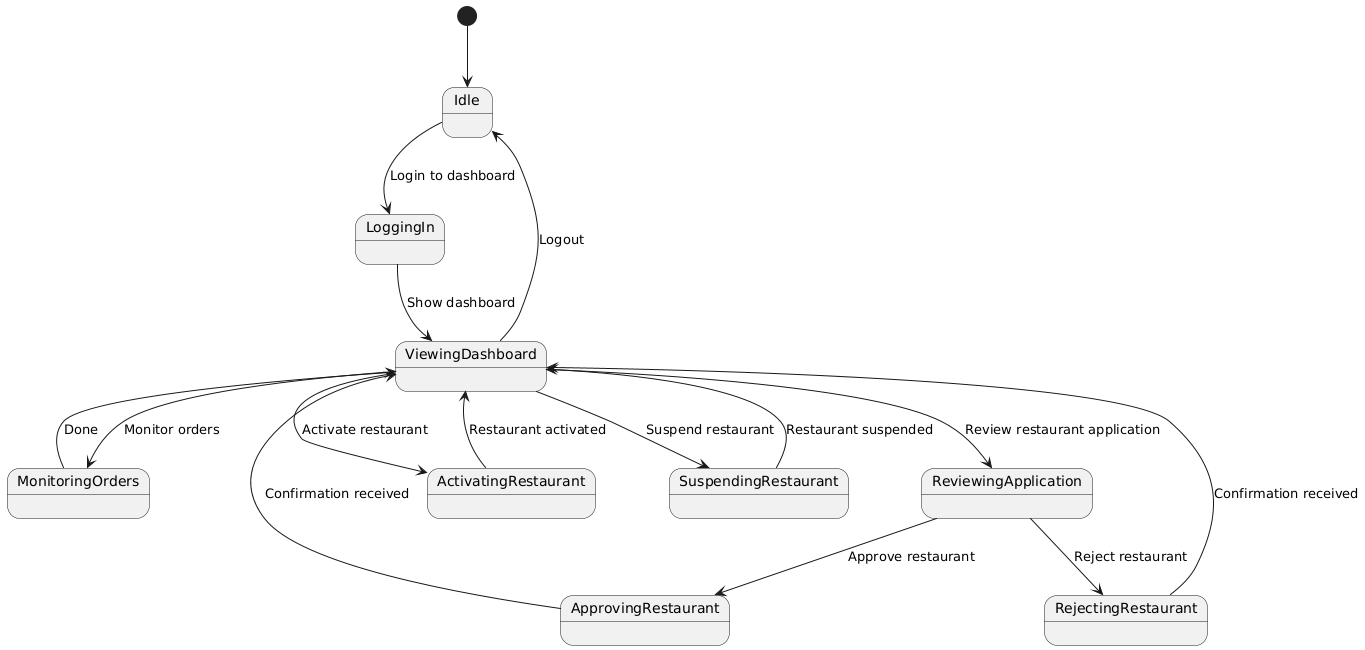 Idle
Login to dashboard
LoggingIn
Logout
Show dashboard
ViewingDashboard
Done
Monitor orders
Activate restaurant
Restaurant activated
Suspend restaurant
Restaurant suspended
Review restaurant application
MonitoringOrders
ActivatingRestaurant
SuspendingRestaurant
ReviewingApplication
Confirmation received
Confirmation received
Approve restaurant
Reject restaurant
ApprovingRestaurant
RejectingRestaurant